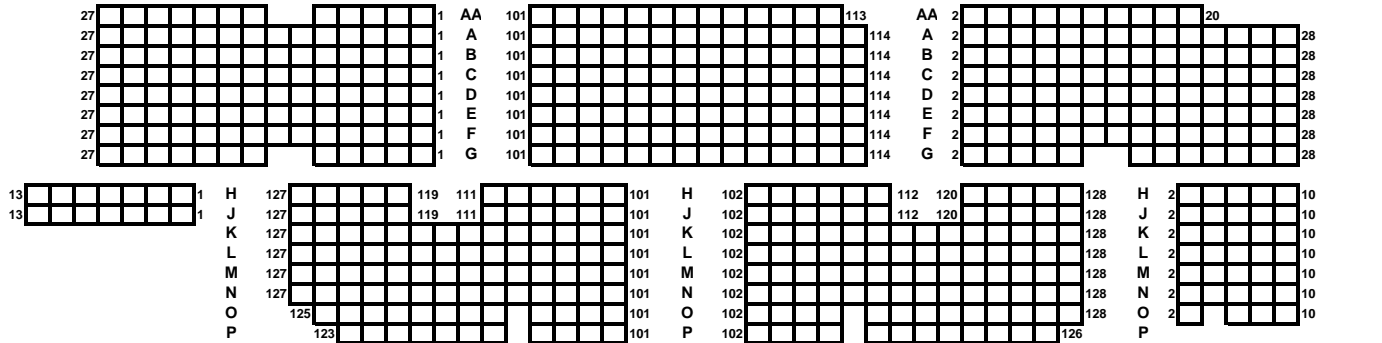 27 1 AA 101 113 AA 2 20
27 1 A 101 114 A 2 28
27 1 B 101 114 B 2 28
27 1 C 101 114 C 2 28
27 1 D 101 114 D 2 28
27 1 E 101 114 E 2 28
27 1 F 101 114 F 2 28
27 1 G 101 114 G 2 28
13 1 H 127 119 111 101 H 102 112 120 128 H 2 10
13 1 J 127 119 111 101 J 102 112 120 128 J 2 10
K 127 101 K 102 128 K 2 10
L 127 101 L 102 128 L 2 10
M 127 101 M 102 128 M 2 10
N 127 101 N 102 128 N 2 10
O 125 101 O 102 128 O 2 10
P 123 101 P 102 126 P